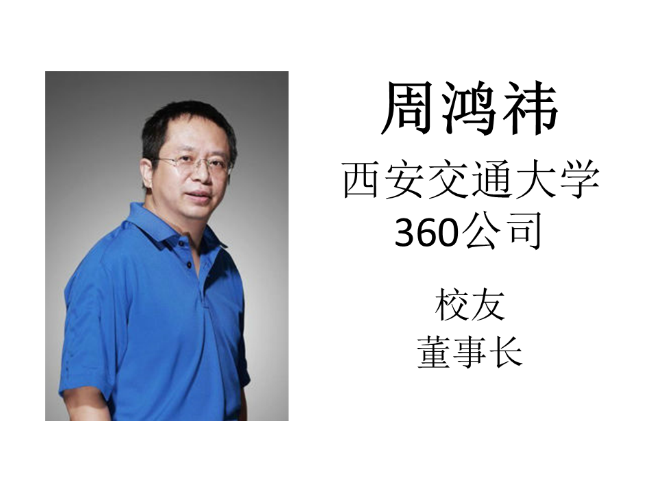 周鸿祎
西安交通大学
360公司
校友
董事长